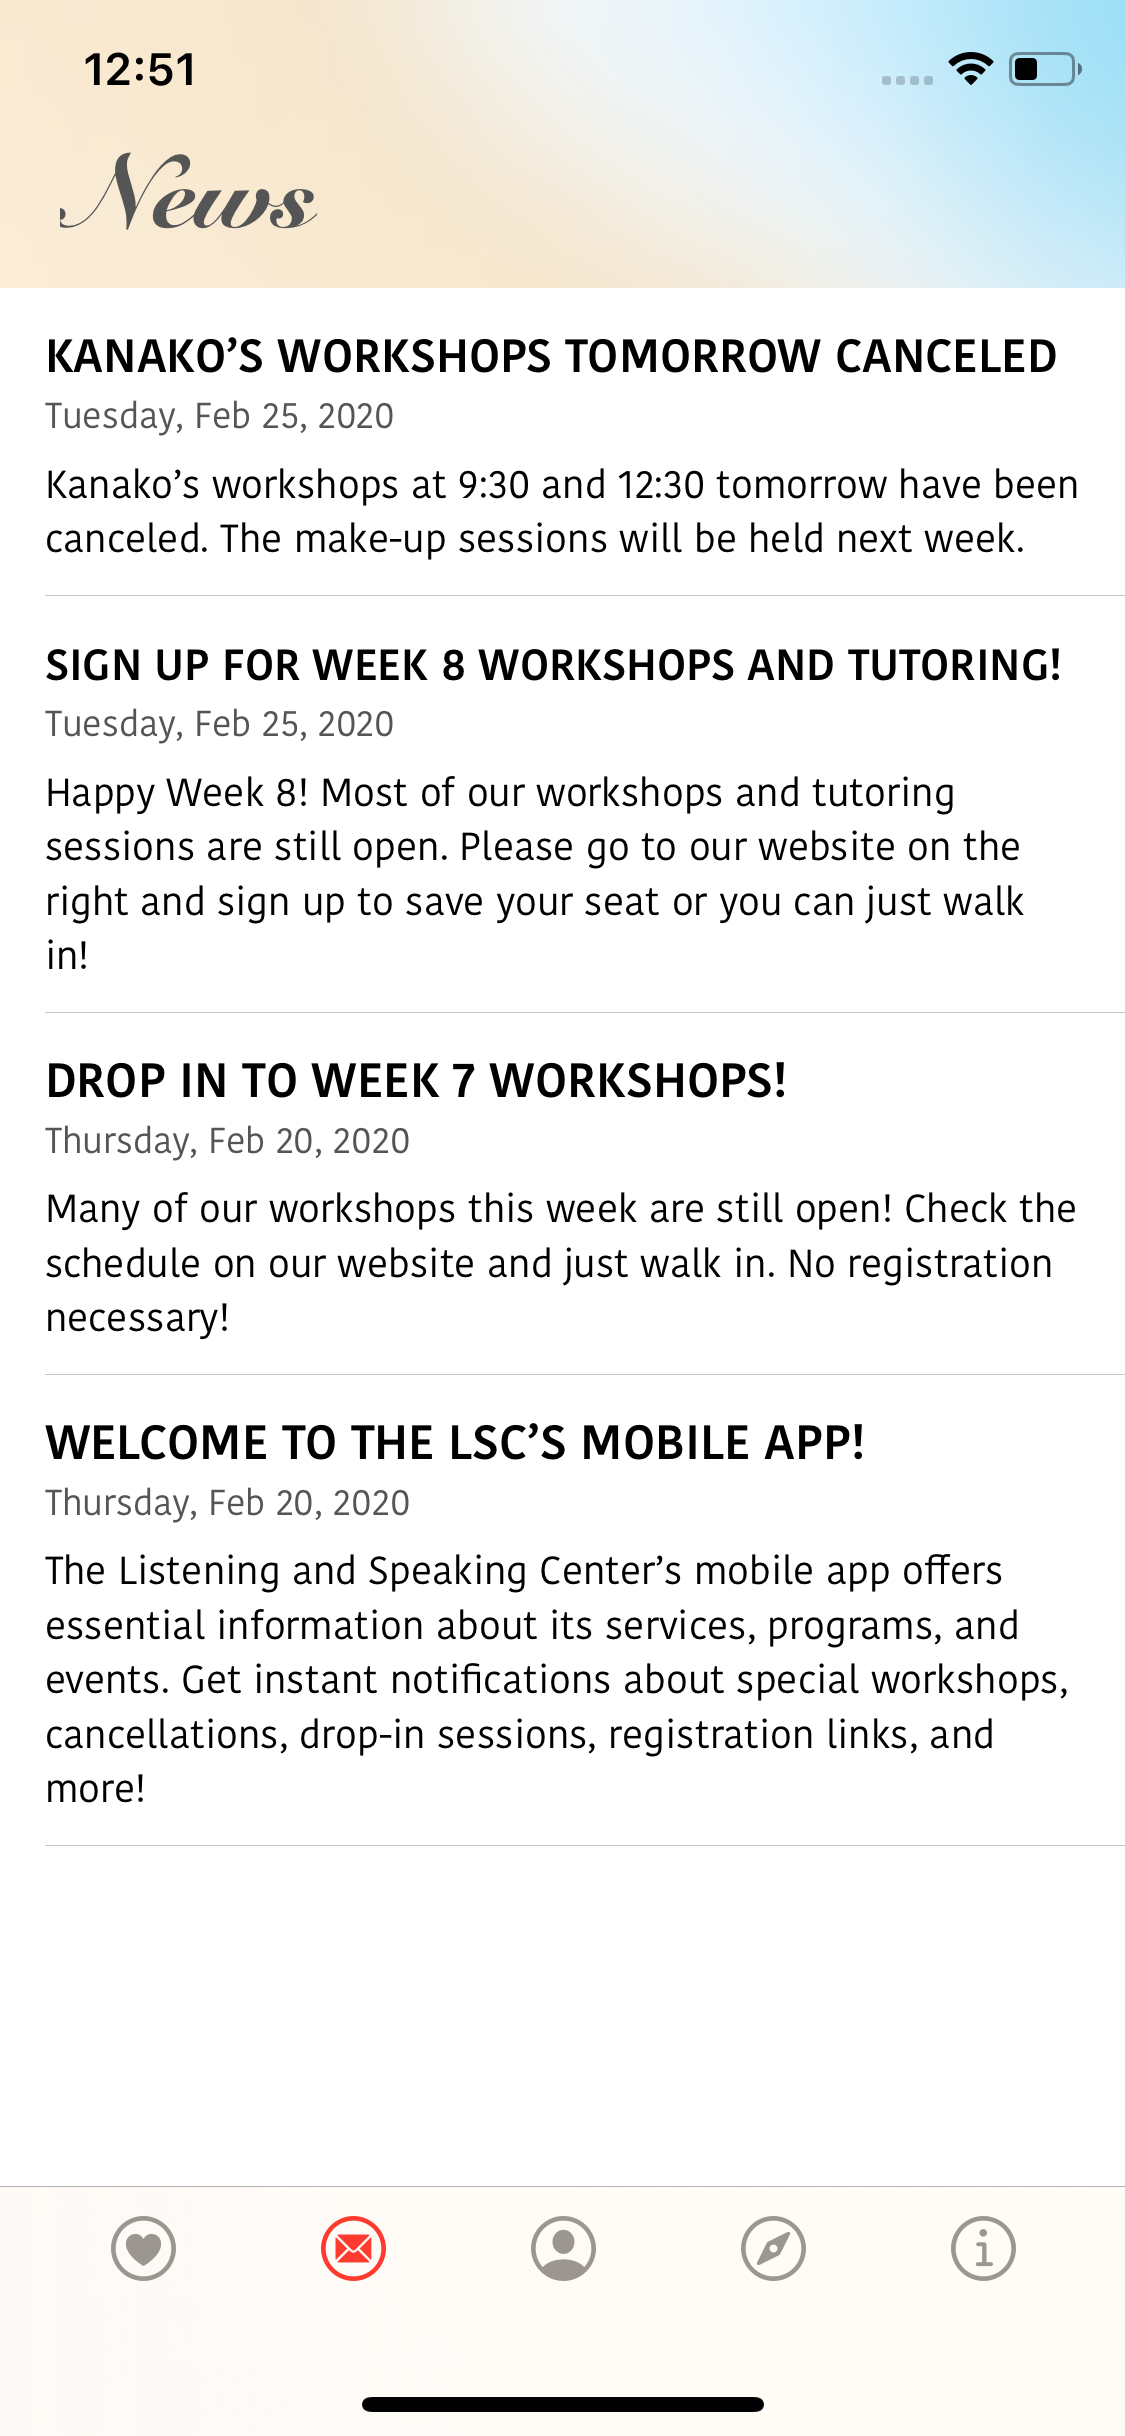 12:51
News
KANAKO’S WORKSHOPS TOMORROW CANCELED
Tuesday, Feb 25, 2020
Kanako’s workshops at 9:30 and 12:30 tomorrow have been
canceled. The make-up sessions will be held next week.
SIGN UP FOR WEEK 8 WORKSHOPS AND TUTORING!
Tuesday, Feb 25, 2020
Happy Week 8! Most of our workshops and tutoring
sessions are still open. Please go to our website on the
right and sign up to save your seat or you can just walk
in!
DROP IN TO WEEK 7 WORKSHOPS!
Thursday, Feb 20, 2020
Many of our workshops this week are still open! Check the
schedule on our website and just walk in. No registration
necessary!
WELCOME TO THE LSC’S MOBILE APP!
Thursday, Feb 20, 2020
The Listening and Speaking Center’s mobile app offers
essential information about its services, programs, and
events. Get instant notifications about special workshops,
cancellations, drop-in sessions, registration links, and
more!